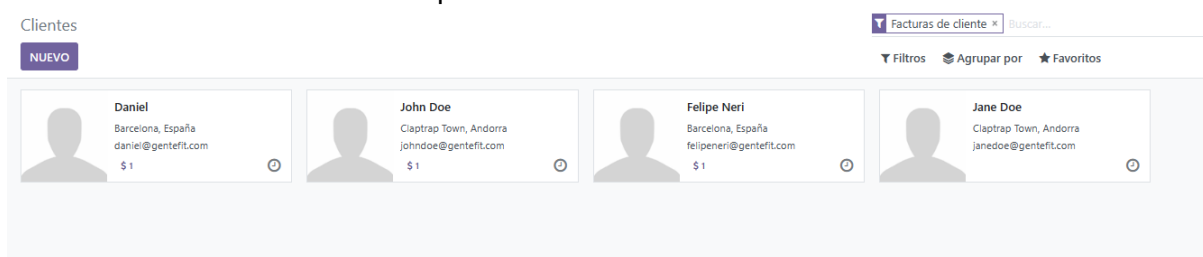 Clientes
Facturas de cliente × Buscar...
NUEVO
Filtros Agrupar por Favoritos
Daniel
Barcelona, España
daniel@gentefit.com
$ 1
John Doe
Claptrap Town, Andorra
johndoe@gentefit.com
$ 1
Felipe Neri
Barcelona, España
felipeneri@gentefit.com
$ 1
Jane Doe
Claptrap Town, Andorra
janedoe@gentefit.com